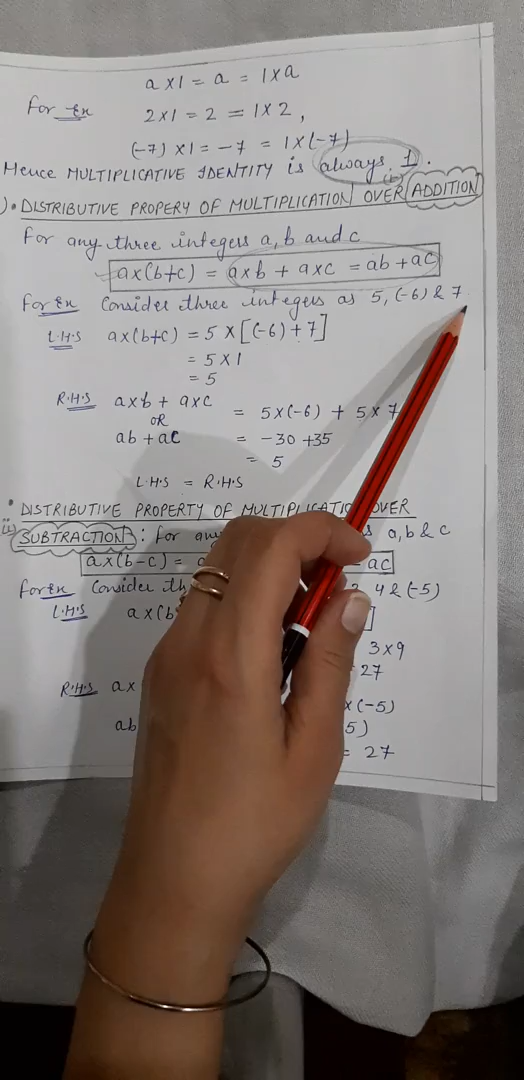 a x 1 = a = 1 x a
For Ex 2 x 1 = 2 = 1 x 2,
(-7) x 1 = -7 = 1 x (-7)
Hence MULTIPLICATIVE IDENTITY is always 1.
(i)
)• DISTRIBUTIVE PROPERY OF MULTIPLICATION OVER ADDITION
For any three integers a, b and c
a x (b+c) = a x b + a x c = ab + ac
For Ex Consider three integers as 5, (-6) & 7
L.H.S a x (b+c) = 5 x [(-6) + 7]
= 5 x 1
= 5
R.H.S a x b + a x c = 5 x (-6) + 5 x 7
OR
ab + ac = -30 + 35
= 5
L.H.S = R.H.S
• DISTRIBUTIVE PROPERTY OF MULTIPLICATION OVER
ii) SUBTRACTION : For any a, b & c
a x (b-c) = ac
For Ex Consider 4 & (-5)
L.H.S a x (b ]
3 x 9
27
R.H.S a x x (-5)
ab 5)
= 27